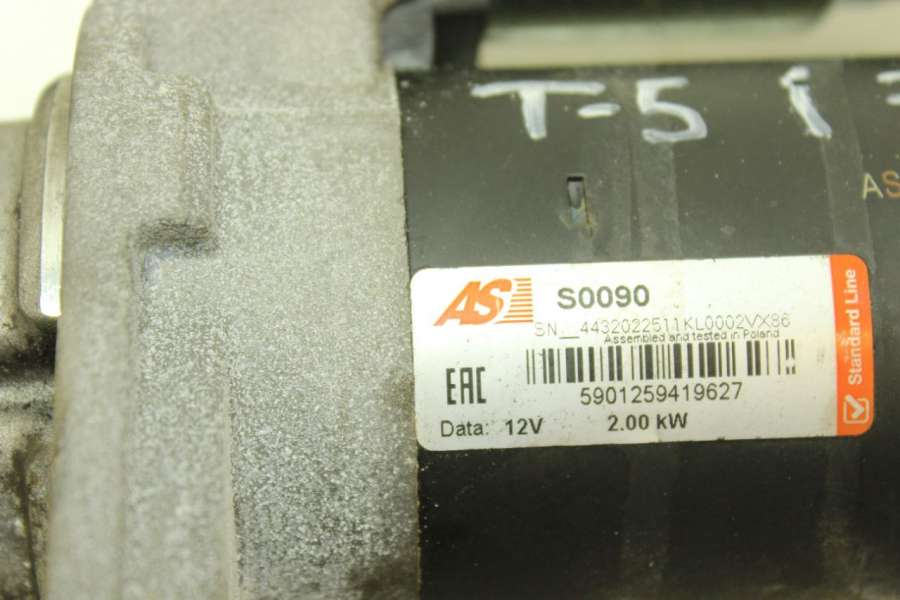 T-5 i
AS
AS S0090
SN:_4432022511KL0002VX86
Assembled and tested in Poland
EAC
5901259419627
Data: 12V 2.00 kW
Standard Line